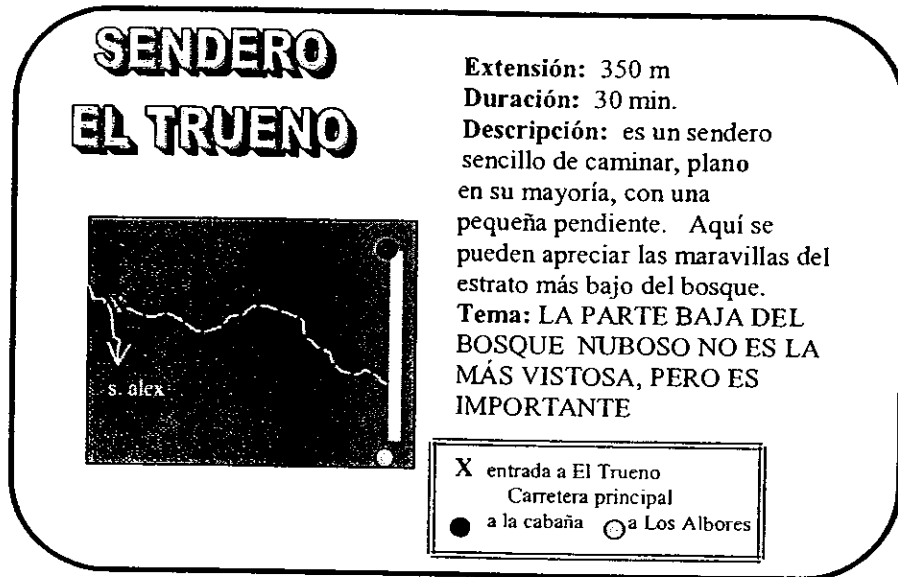 SENDERO
EL TRUENO
s. alex
Extensión: 350 m
Duración: 30 min.
Descripción: es un sendero
sencillo de caminar, plano
en su mayoría, con una
pequeña pendiente. Aquí se
pueden apreciar las maravillas del
estrato más bajo del bosque.
Tema: LA PARTE BAJA DEL
BOSQUE NUBOSO NO ES LA
MÁS VISTOSA, PERO ES
IMPORTANTE
X entrada a El Trueno
Carretera principal
a la cabaña a Los Albores